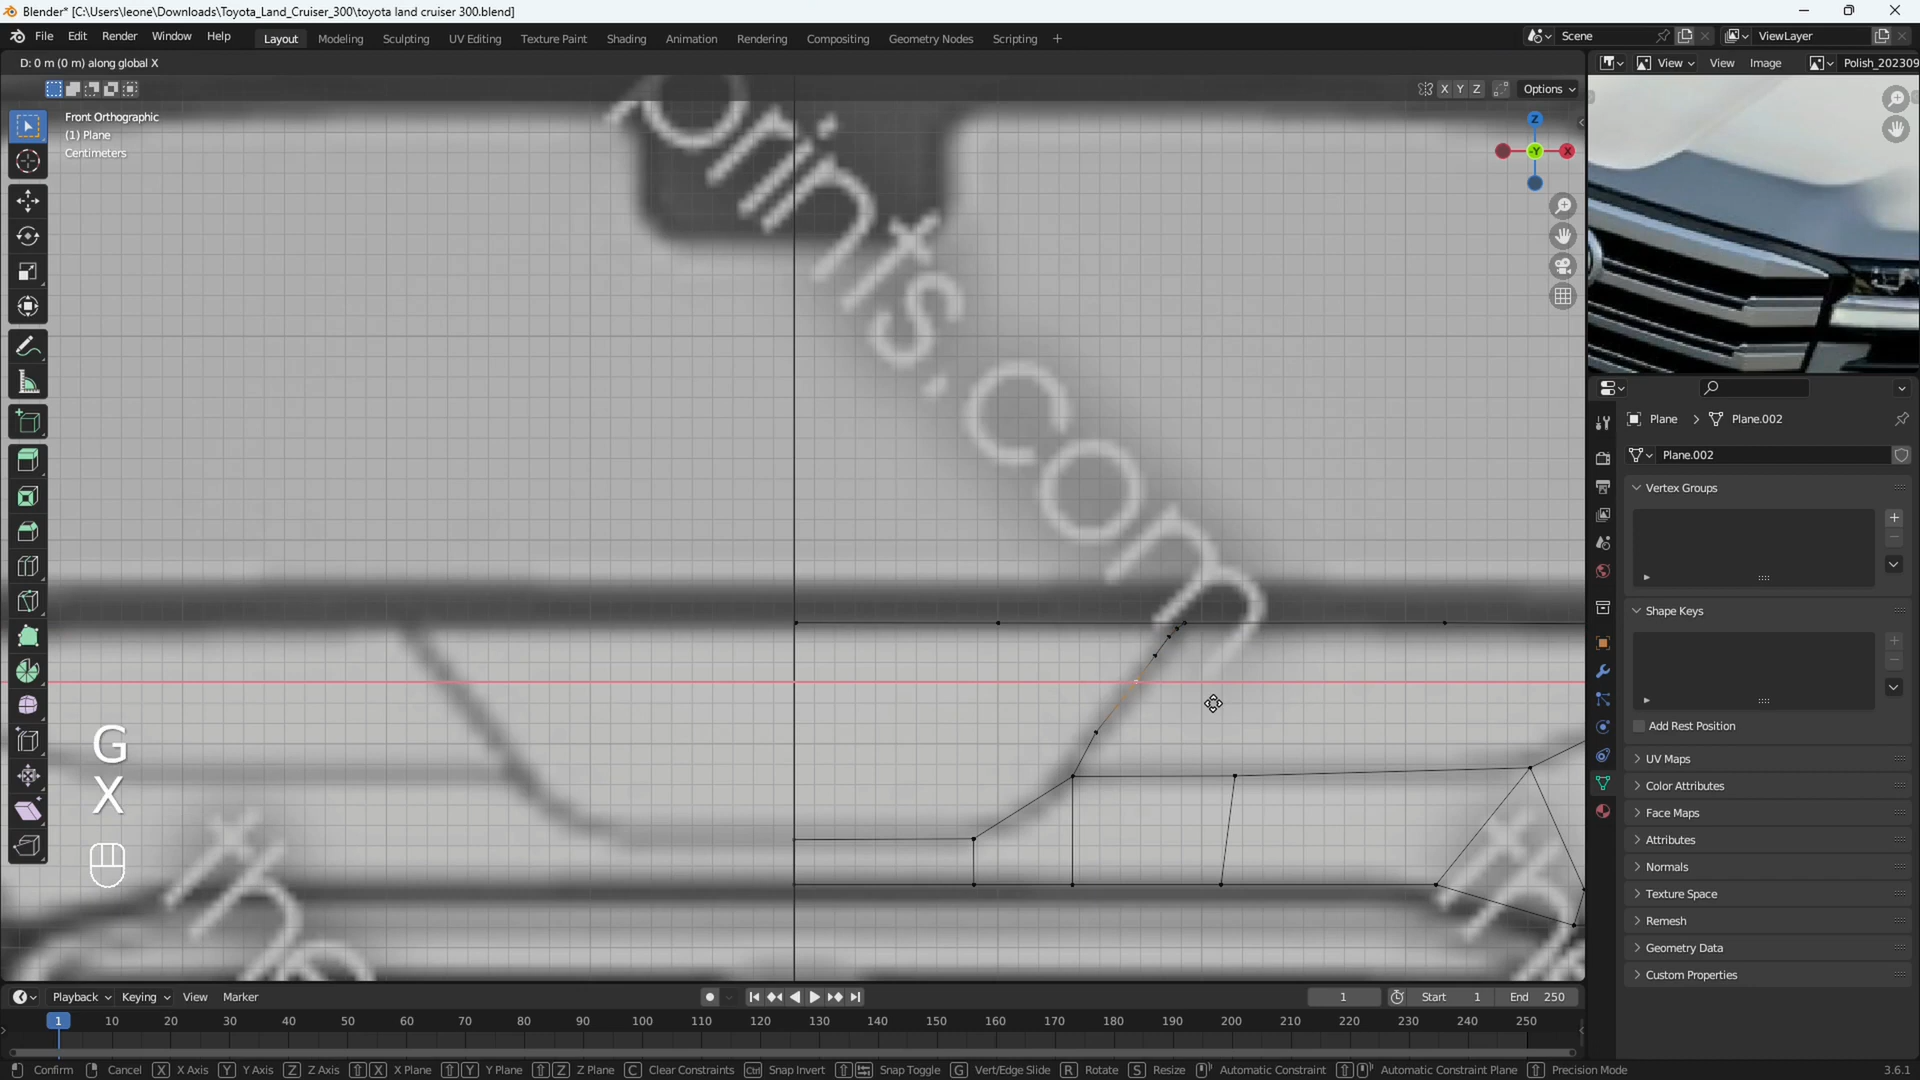 Blender* [C:\Users\leone\Downloads\Toyota_Land_Cruiser_300\toyota land cruiser 300.blend]
File Edit Render Window Help Layout Modeling Sculpting UV Editing Texture Paint Shading Animation Rendering Compositing Geometry Nodes Scripting + Scene ViewLayer
D: 0 m (0 m) along global X
View View Image Polish_202309
X Y Z Options
Front Orthographic
(1) Plane
Centimeters
Z
-Y X
prints.com
Plane > Plane.002
Plane.002
Vertex Groups
Shape Keys
Add Rest Position
UV Maps
Color Attributes
Face Maps
Attributes
Normals
Texture Space
Remesh
Geometry Data
Custom Properties
G
X
Playback Keying View Marker 1 Start 1 End 250
1 10 20 30 40 50 60 70 80 90 100 110 120 130 140 150 160 170 180 190 200 210 220 230 240 250
Confirm Cancel X X Axis Y Y Axis Z Z Axis X X Plane Y Y Plane Z Z Plane C Clear Constraints Ctrl Snap Invert Snap Toggle G Vert/Edge Slide R Rotate S Resize Automatic Constraint Automatic Constraint Plane Precision Mode 3.6.1